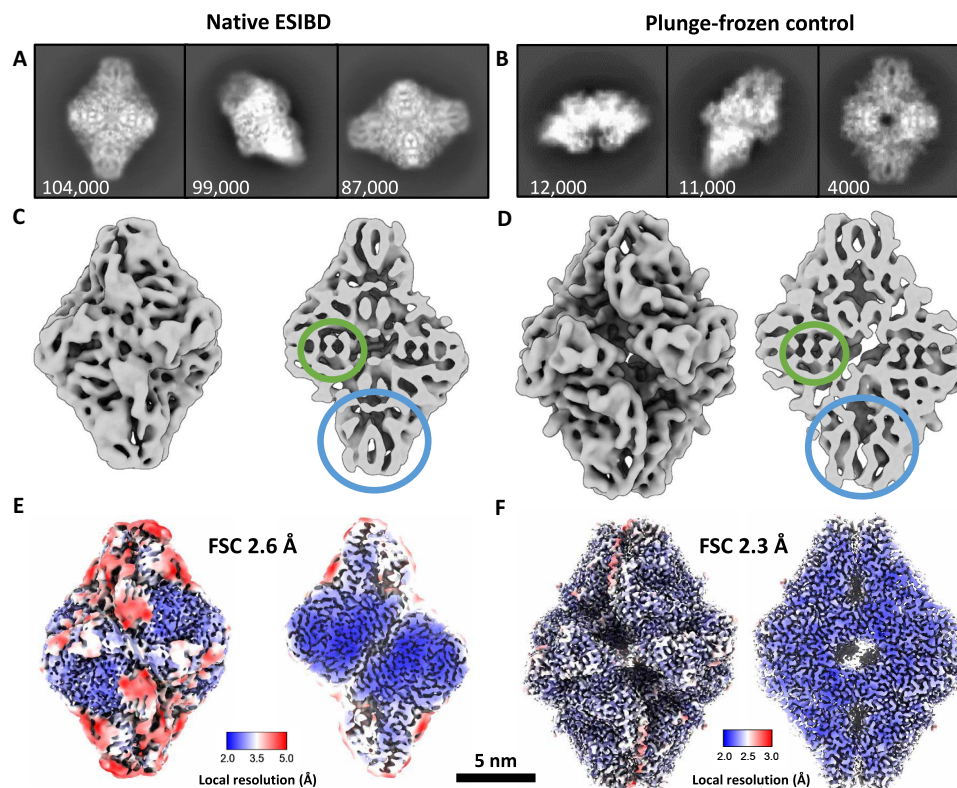 Native ESIBD
Plunge-frozen control
A
B
104,000
99,000
87,000
12,000
11,000
4000
C
D
E
F
FSC 2.6 Å
FSC 2.3 Å
2.0 3.5 5.0
Local resolution (Å)
5 nm
2.0 2.5 3.0
Local resolution (Å)